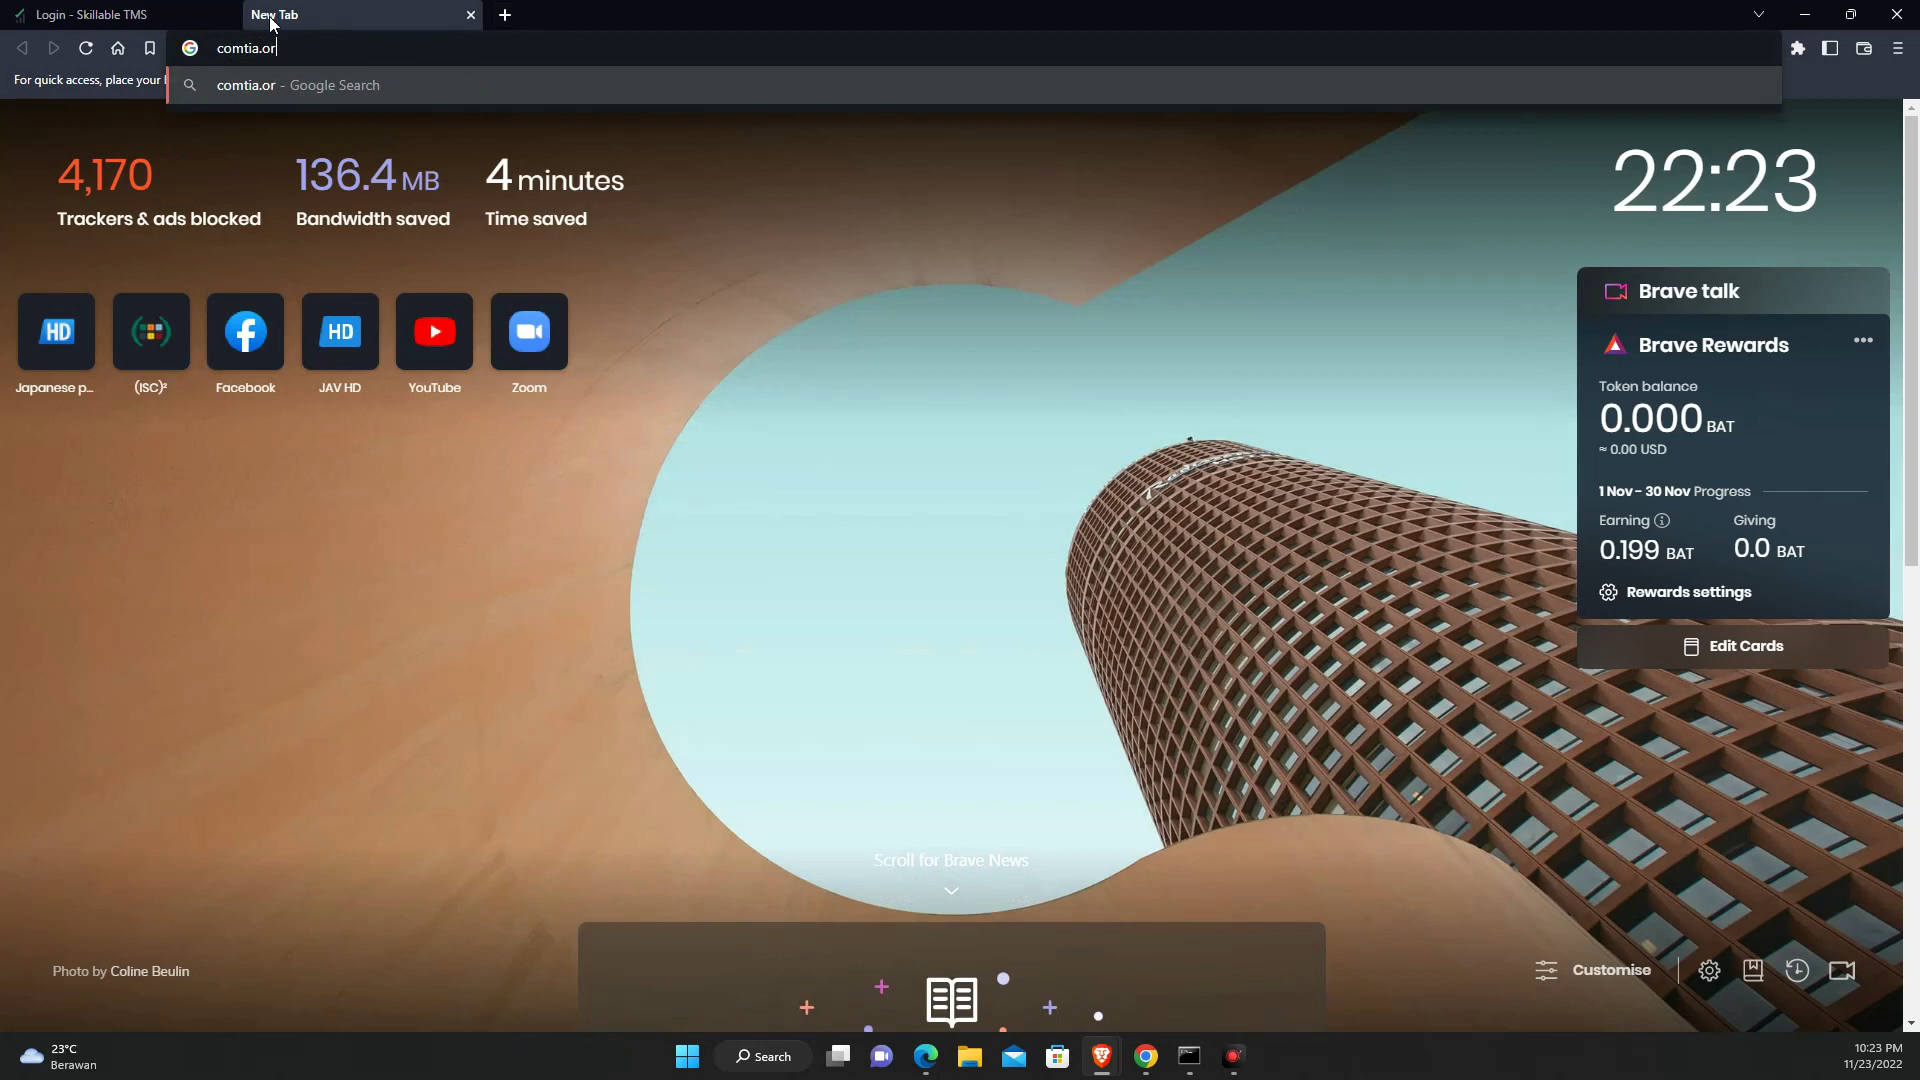 Login - Skillable TMS
New Tab
comtia.or
For quick access, place your
comtia.or - Google Search
4,170
Trackers & ads blocked
136.4 MB
Bandwidth saved
4 minutes
Time saved
22:23
HD
HD
Japanese p...
(ISC)²
Facebook
JAV HD
YouTube
Zoom
Brave talk
Brave Rewards
Token balance
0.000 BAT
≈ 0.00 USD
1 Nov - 30 Nov Progress
Earning
Giving
0.199 BAT
0.0 BAT
Rewards settings
Edit Cards
Scroll for Brave News
Photo by Coline Beulin
Customise
23°C
Berawan
Search
10:23 PM
11/23/2022